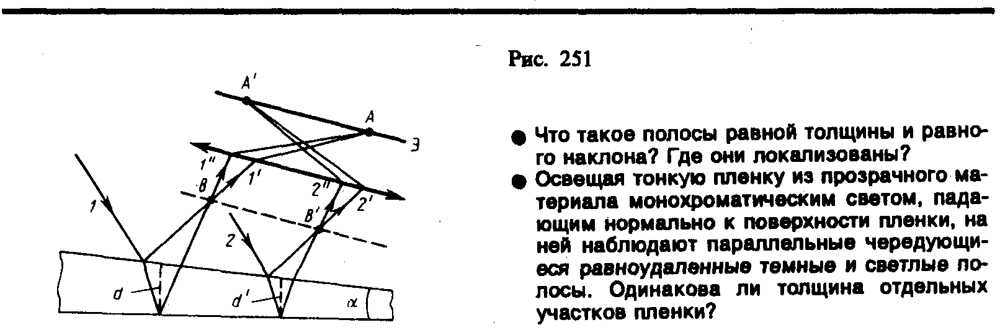 Рис. 251
A'
A
Э
1"
1'
B
2"
2'
B'
1
2
d
d'
α
● Что такое полосы равной толщины и равно-
го наклона? Где они локализованы?
● Освещая тонкую пленку из прозрачного ма-
териала монохроматическим светом, пада-
ющим нормально к поверхности пленки, на
ней наблюдают параллельные чередующи-
еся равноудаленные темные и светлые по-
лосы. Одинакова ли толщина отдельных
участков пленки?